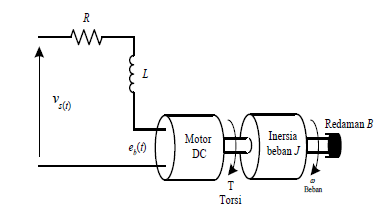 R
L
v_s(t)
e_b(t)
Motor
DC
Inersia
beban J
Redaman B
T
Torsi
ω
Beban